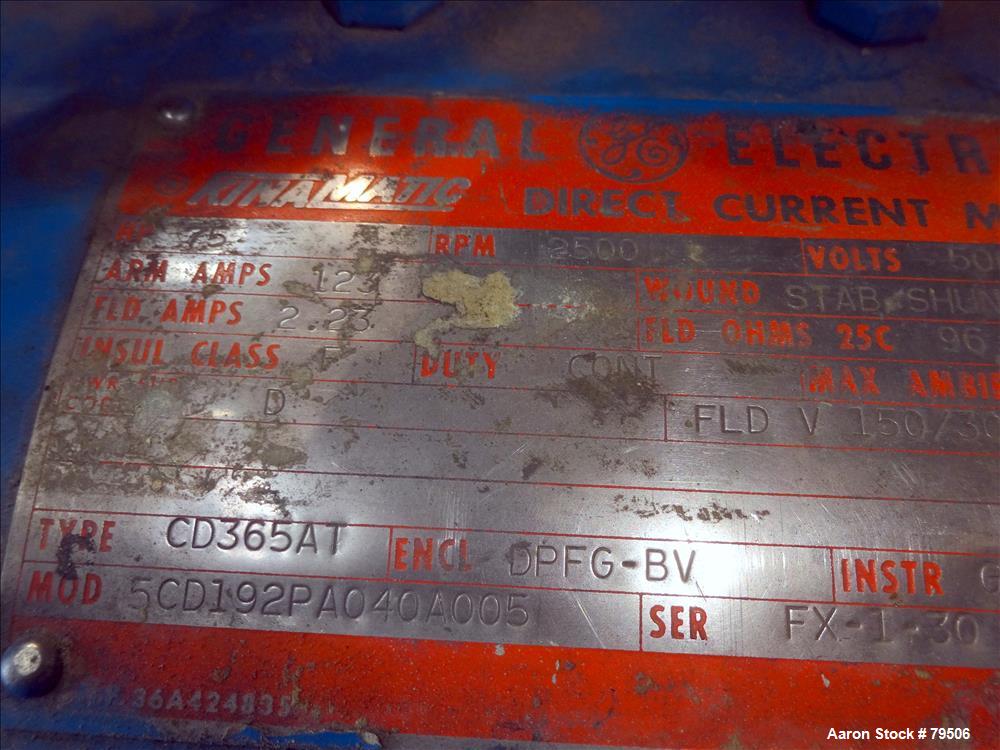 GENERAL GE ELECTR
KINAMATIC DIRECT CURRENT M
HP 75 RPM 2500 VOLTS 50
ARM AMPS 123 WOUND STAB/SHUN
FLD AMPS 2.23 FLD OHMS 25C 96
INSUL CLASS F DUTY CONT MAX AMBI
D FLD V 150/30
TYPE CD365AT ENCL DPFG-BV INSTR G
MOD 5CD192PA040A005 SER FX-1-30
36A424835
Aaron Stock # 79506